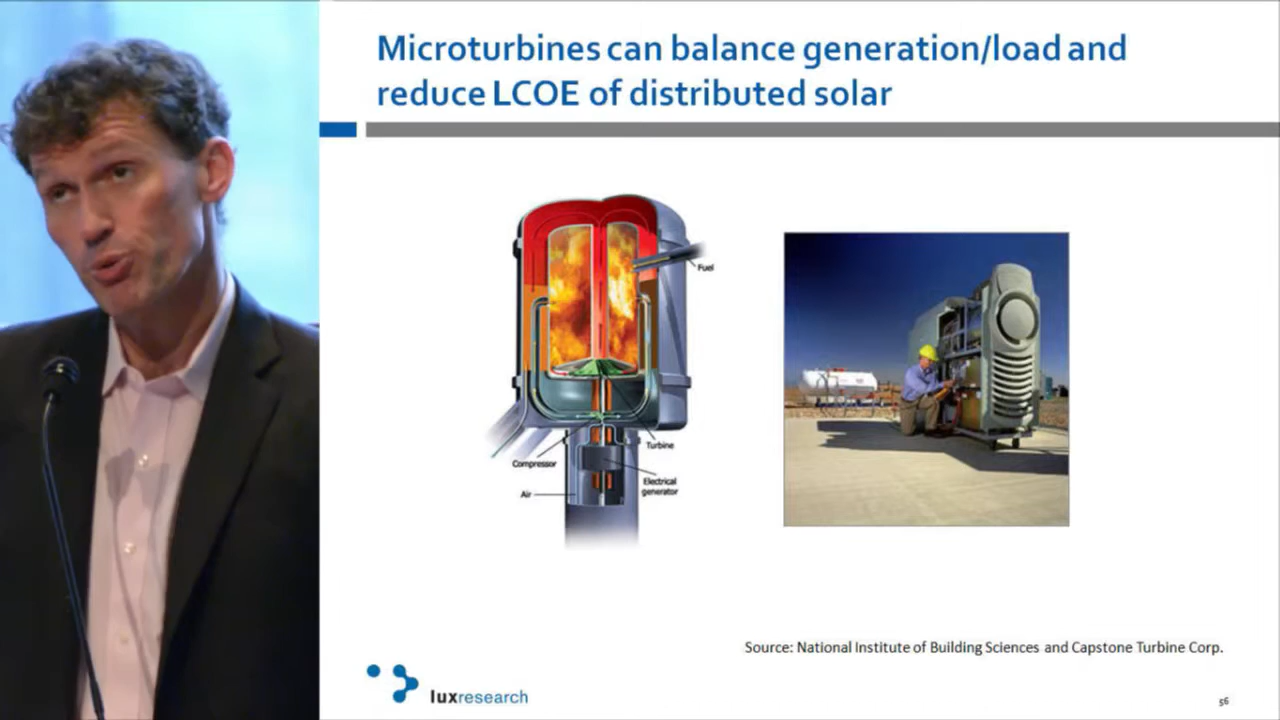 Microturbines can balance generation/load and
reduce LCOE of distributed solar
Fuel
Turbine
Compressor
Electrical
generator
Air
Source: National Institute of Building Sciences and Capstone Turbine Corp.
luxresearch
56